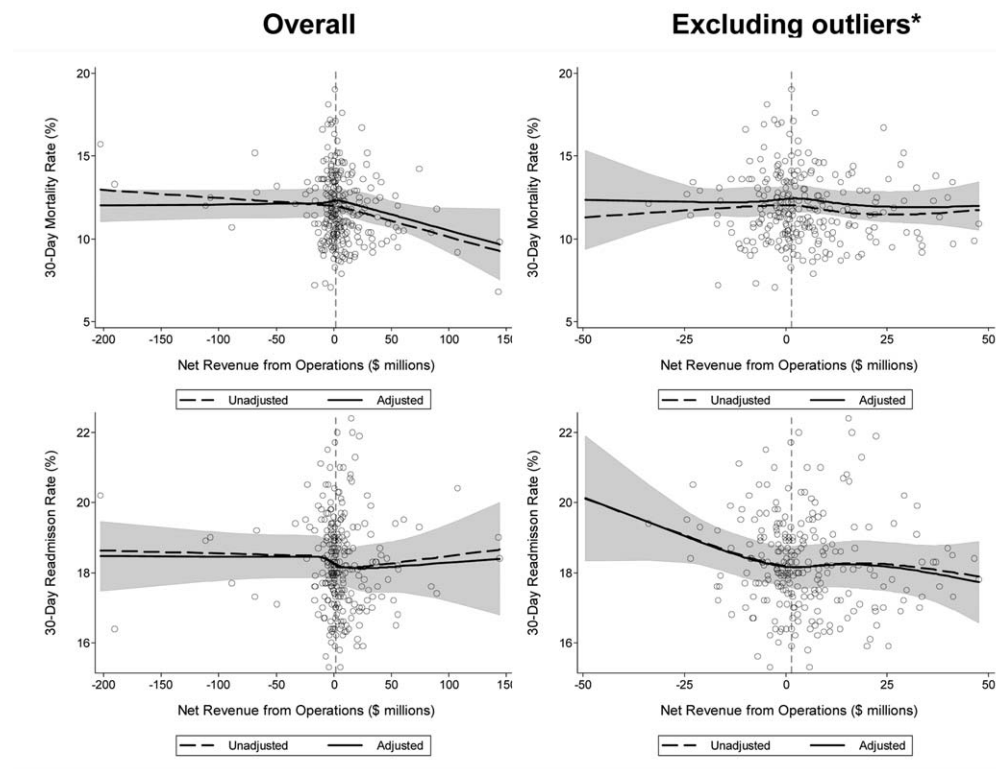 Overall
Excluding outliers*
30-Day Mortality Rate (%)
20
15
10
5
-200
-150
-100
-50
0
50
100
150
Net Revenue from Operations ($ millions)
Unadjusted
Adjusted
30-Day Mortality Rate (%)
20
15
10
5
-50
-25
0
25
50
Net Revenue from Operations ($ millions)
Unadjusted
Adjusted
30-Day Readmisson Rate (%)
22
20
18
16
-200
-150
-100
-50
0
50
100
150
Net Revenue from Operations ($ millions)
Unadjusted
Adjusted
30-Day Readmisson Rate (%)
22
20
18
16
-50
-25
0
25
50
Net Revenue from Operations ($ millions)
Unadjusted
Adjusted